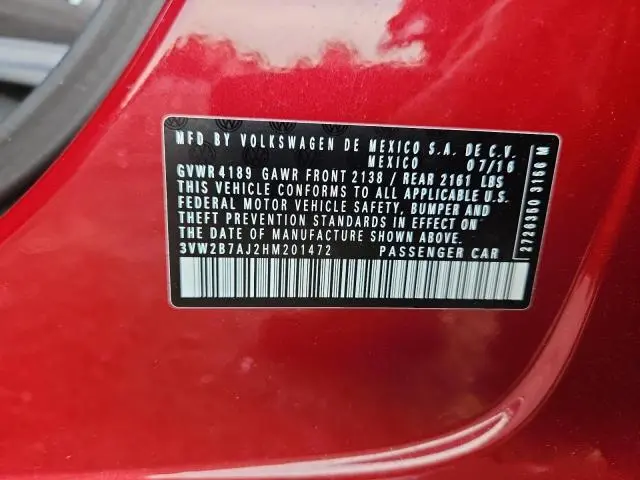 MFD BY VOLKSWAGEN DE MEXICO S.A. DE C.V.
MEXICO 07/16
GVWR 4189 GAWR FRONT 2138 / REAR 2161 LBS
THIS VEHICLE CONFORMS TO ALL APPLICABLE U.S.
FEDERAL MOTOR VEHICLE SAFETY, BUMPER AND
THEFT PREVENTION STANDARDS IN EFFECT ON
THE DATE OF MANUFACTURE SHOWN ABOVE.
3VW2B7AJ2HM201472 PASSENGER CAR
2726360 3166 M